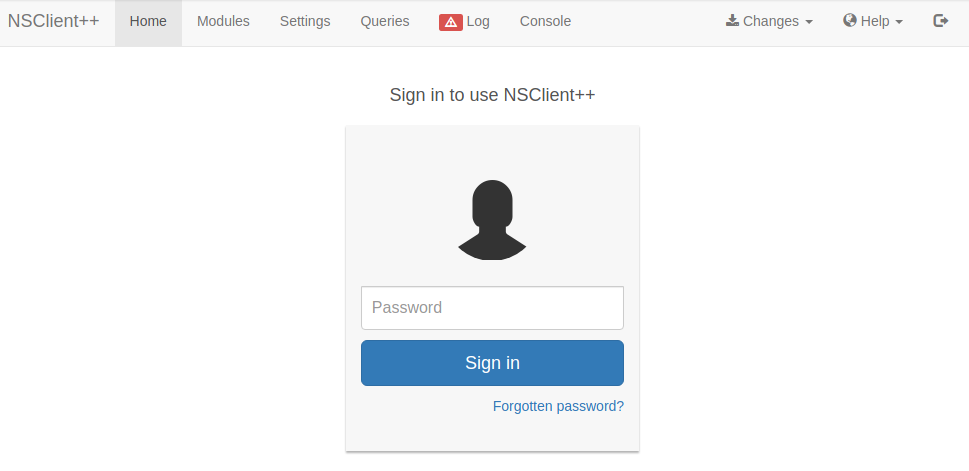 NSClient++ Home Modules Settings Queries Log Console Changes Help
Sign in to use NSClient++
Password
Sign in
Forgotten password?